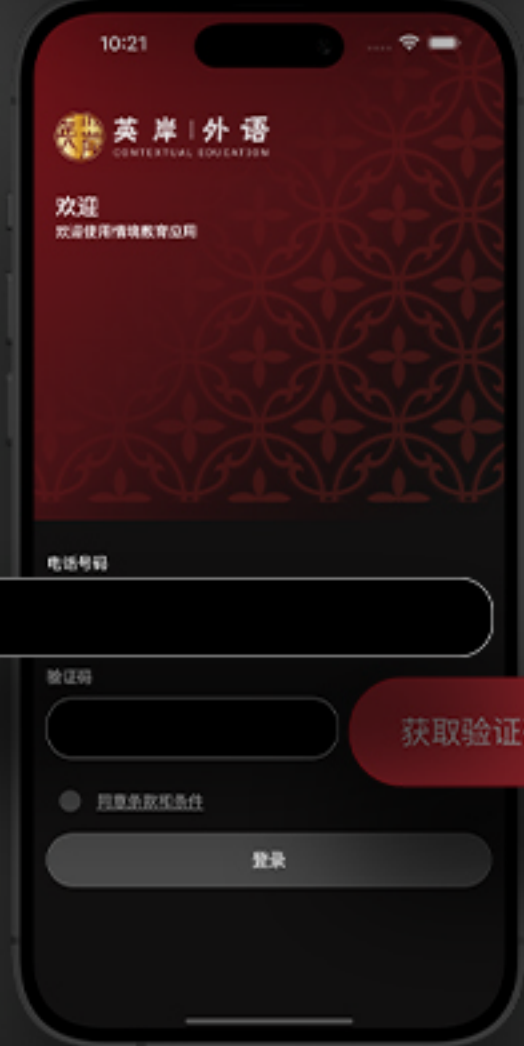 10:21
英岸 | 外语
CONTEXTUAL EDUCATION
欢迎
欢迎使用情境教育应用
电话号码
验证码
获取验证
同意条款和条件
登录